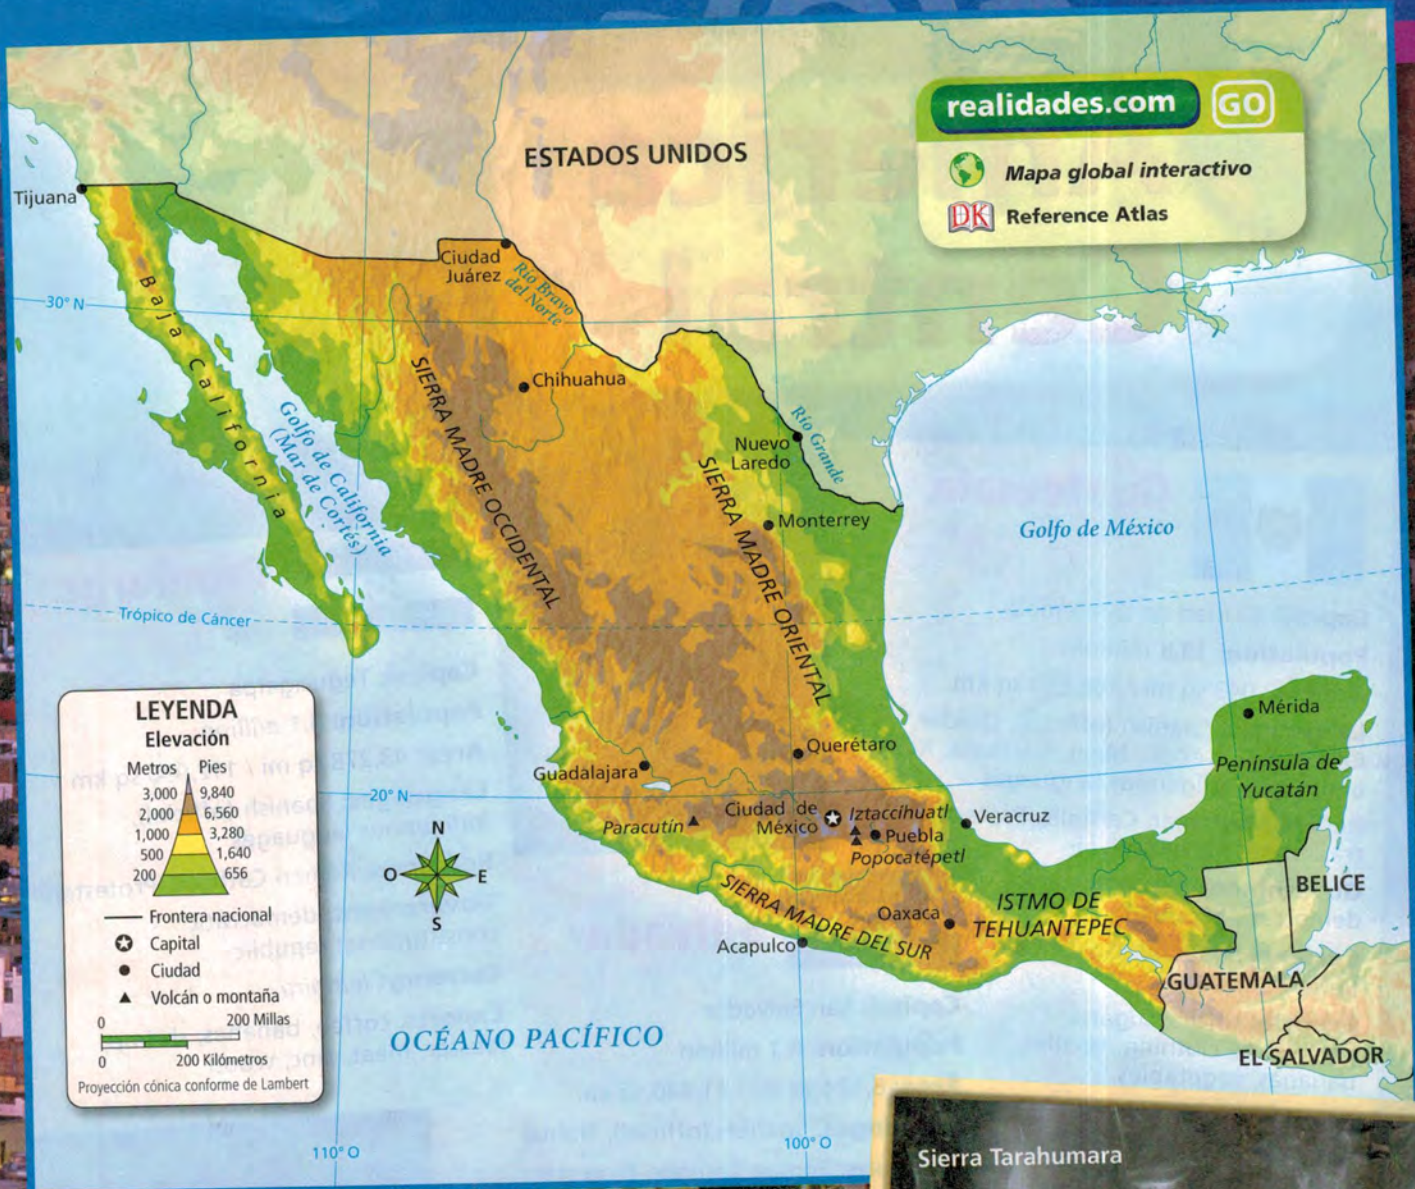 realidades.com GO
Mapa global interactivo
DK Reference Atlas
ESTADOS UNIDOS
Tijuana
Ciudad
Juárez
Río Bravo
del Norte
30° N
Baja California
Chihuahua
SIERRA MADRE OCCIDENTAL
Golfo de California
(Mar de Cortés)
Río Grande
Nuevo
Laredo
SIERRA MADRE ORIENTAL
Monterrey
Golfo de México
Trópico de Cáncer
Mérida
Península de
Yucatán
Querétaro
Guadalajara
20° N
Ciudad de
México
Iztaccíhuatl
Paracutín
Puebla
Popocatépetl
Veracruz
SIERRA MADRE DEL SUR
Oaxaca
ISTMO DE
TEHUANTEPEC
Acapulco
BELICE
GUATEMALA
EL SALVADOR
OCÉANO PACÍFICO
110° O
100° O
N
O
E
S
LEYENDA
Elevación
Metros Pies
3,000 9,840
2,000 6,560
1,000 3,280
500 1,640
200 656
Frontera nacional
Capital
Ciudad
Volcán o montaña
0 200 Millas
0 200 Kilómetros
Proyección cónica conforme de Lambert
Sierra Tarahumara